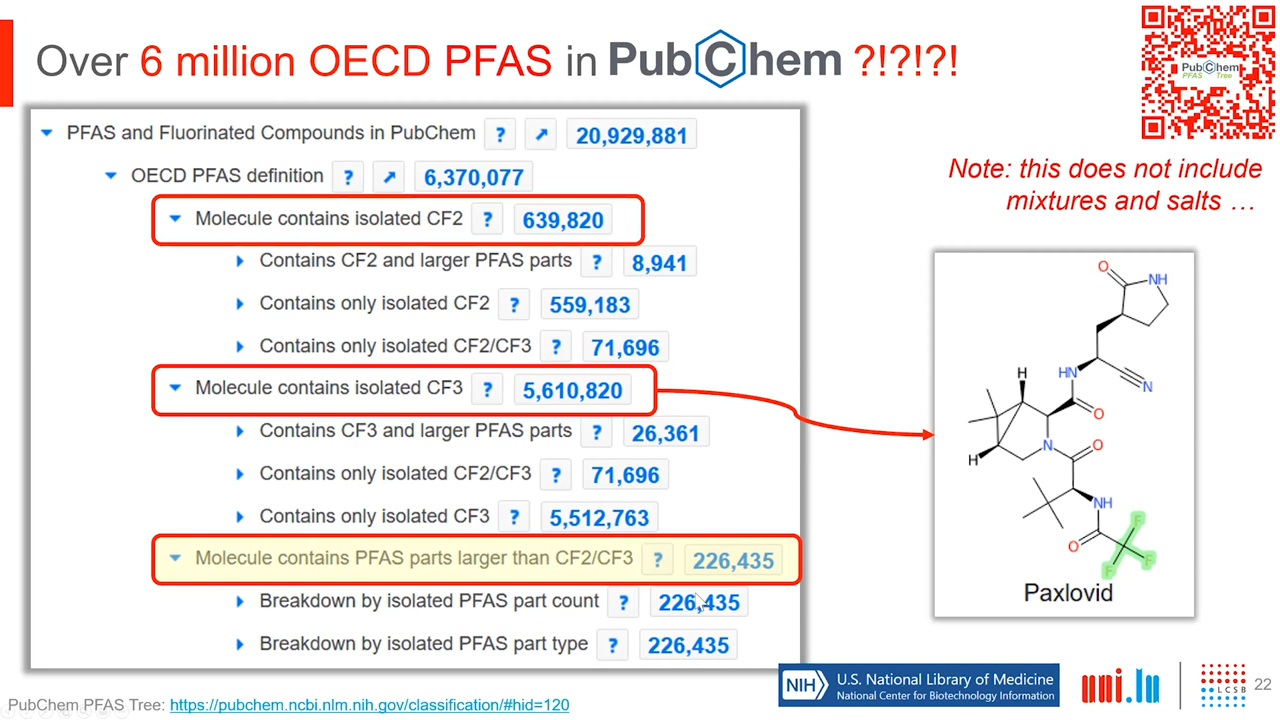 Over 6 million OECD PFAS in PubChem ?!?!?!
PubChem
PFAS Tree
PFAS and Fluorinated Compounds in PubChem ? 20,929,881
OECD PFAS definition ? 6,370,077
Molecule contains isolated CF2 ? 639,820
Contains CF2 and larger PFAS parts ? 8,941
Contains only isolated CF2 ? 559,183
Contains only isolated CF2/CF3 ? 71,696
Molecule contains isolated CF3 ? 5,610,820
Contains CF3 and larger PFAS parts ? 26,361
Contains only isolated CF2/CF3 ? 71,696
Contains only isolated CF3 ? 5,512,763
Molecule contains PFAS parts larger than CF2/CF3 ? 226,435
Breakdown by isolated PFAS part count ? 226,435
Breakdown by isolated PFAS part type ? 226,435
Note: this does not include
mixtures and salts …
O
NH
HN
N
H
O
N
O
H
NH
F
O
F
F
Paxlovid
NIH
U.S. National Library of Medicine
National Center for Biotechnology Information
uni.lu
LCSB
22
PubChem PFAS Tree: https://pubchem.ncbi.nlm.nih.gov/classification/#hid=120